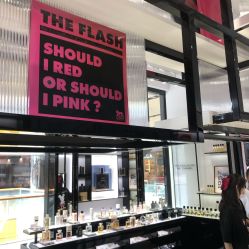 THE FLASH
SHOULD
I RED
OR SHOULD
I PINK ?